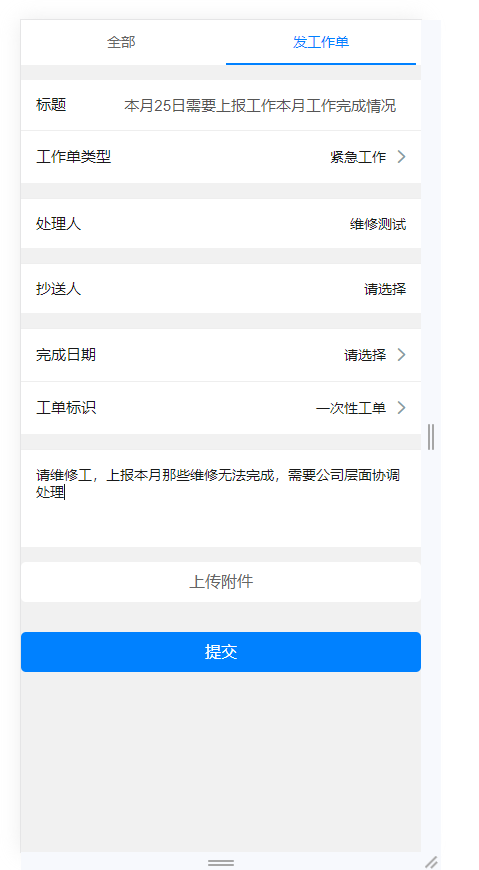 全部 发工作单
标题 本月25日需要上报工作本月工作完成情况
工作单类型 紧急工作
处理人 维修测试
抄送人 请选择
完成日期 请选择
工单标识 一次性工单
请维修工，上报本月那些维修无法完成，需要公司层面协调
处理
上传附件
提交